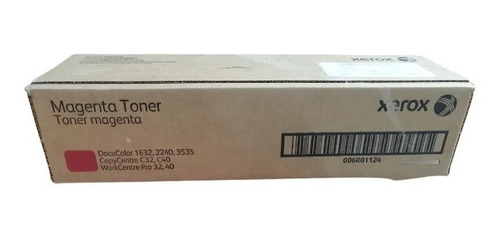 Magenta Toner
Toner magenta
DocuColor 1632, 2240, 3535
CopyCentre C32, C40
WorkCentre Pro 32, 40
xerox
006R01124